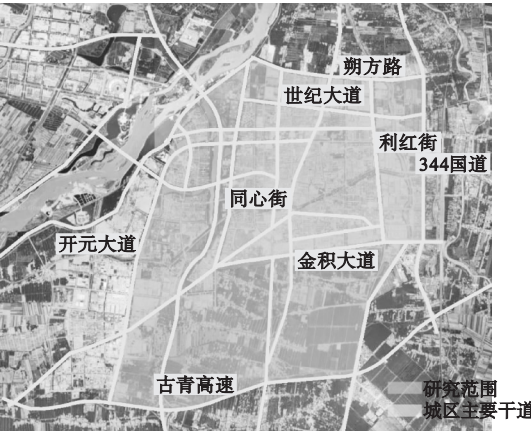 朔方路
世纪大道
利红街
344国道
同心街
开元大道
金积大道
古青高速
研究范围
城区主要干道